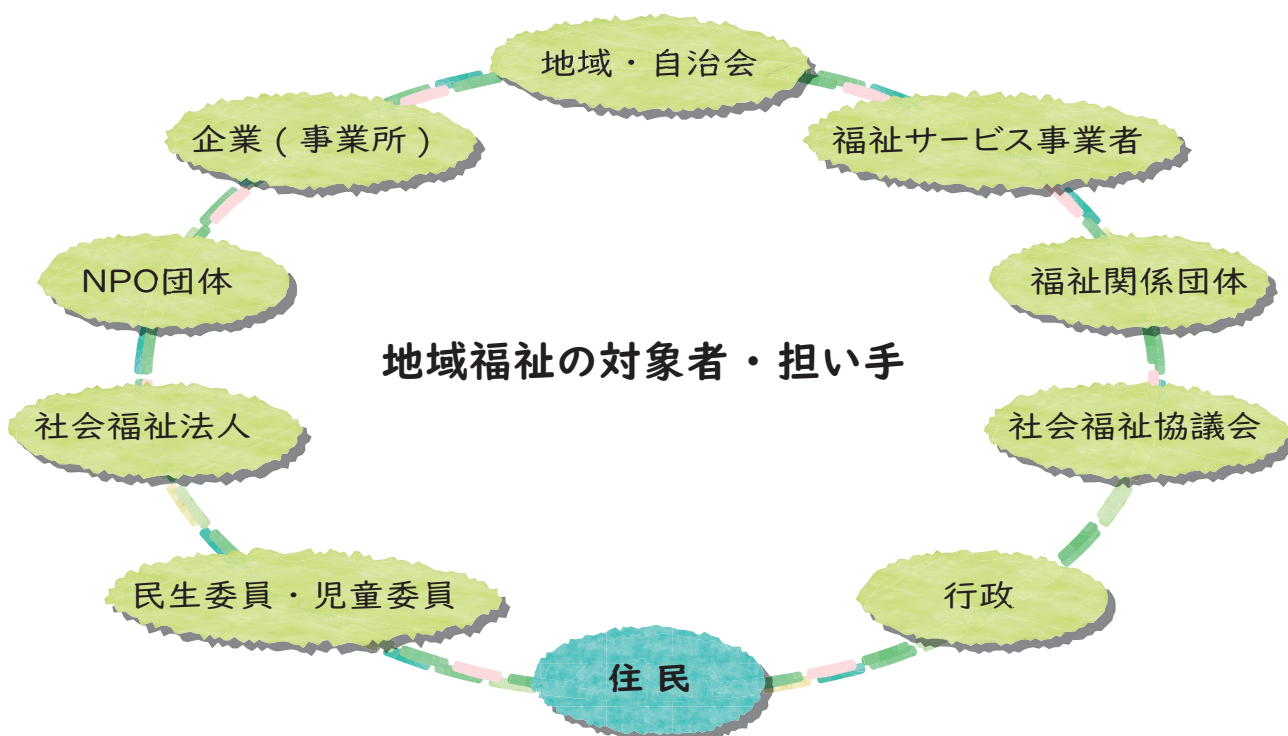 地域・自治会
企業(事業所)
福祉サービス事業者
NPO団体
福祉関係団体
地域福祉の対象者・担い手
社会福祉法人
社会福祉協議会
民生委員・児童委員
行政
住民